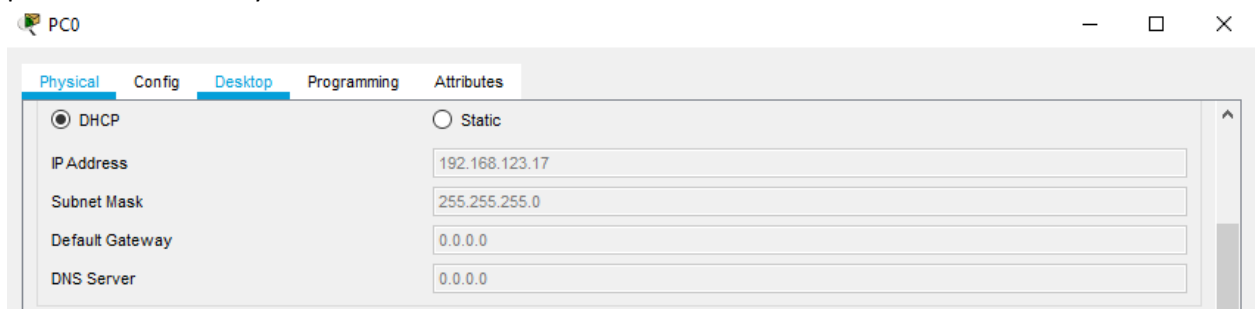 PC0
Physical Config Desktop Programming Attributes
DHCP Static
IP Address 192.168.123.17
Subnet Mask 255.255.255.0
Default Gateway 0.0.0.0
DNS Server 0.0.0.0